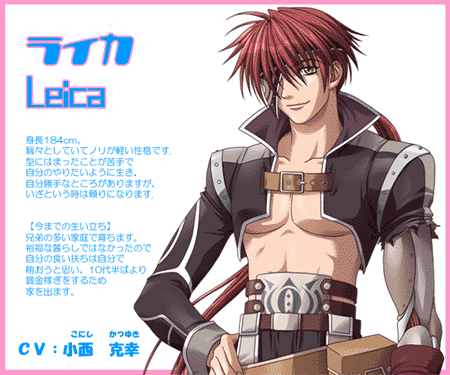 ライカ
Leica
身長184cm。
飄々としていてノリが軽い性格です。
型にはまったことが苦手で
自分のやりたいように生き、
自分勝手なところがありますが、
いざという時は頼りになります。
【今までの生い立ち】
兄弟の多い家庭で育ちます。
裕福な暮らしではなかったので
自分の食い扶ちは自分で
賄おうと思い、10代半ばより
賞金稼ぎをするため
家を出ます。
こにし かつゆき
CV：小西 克幸